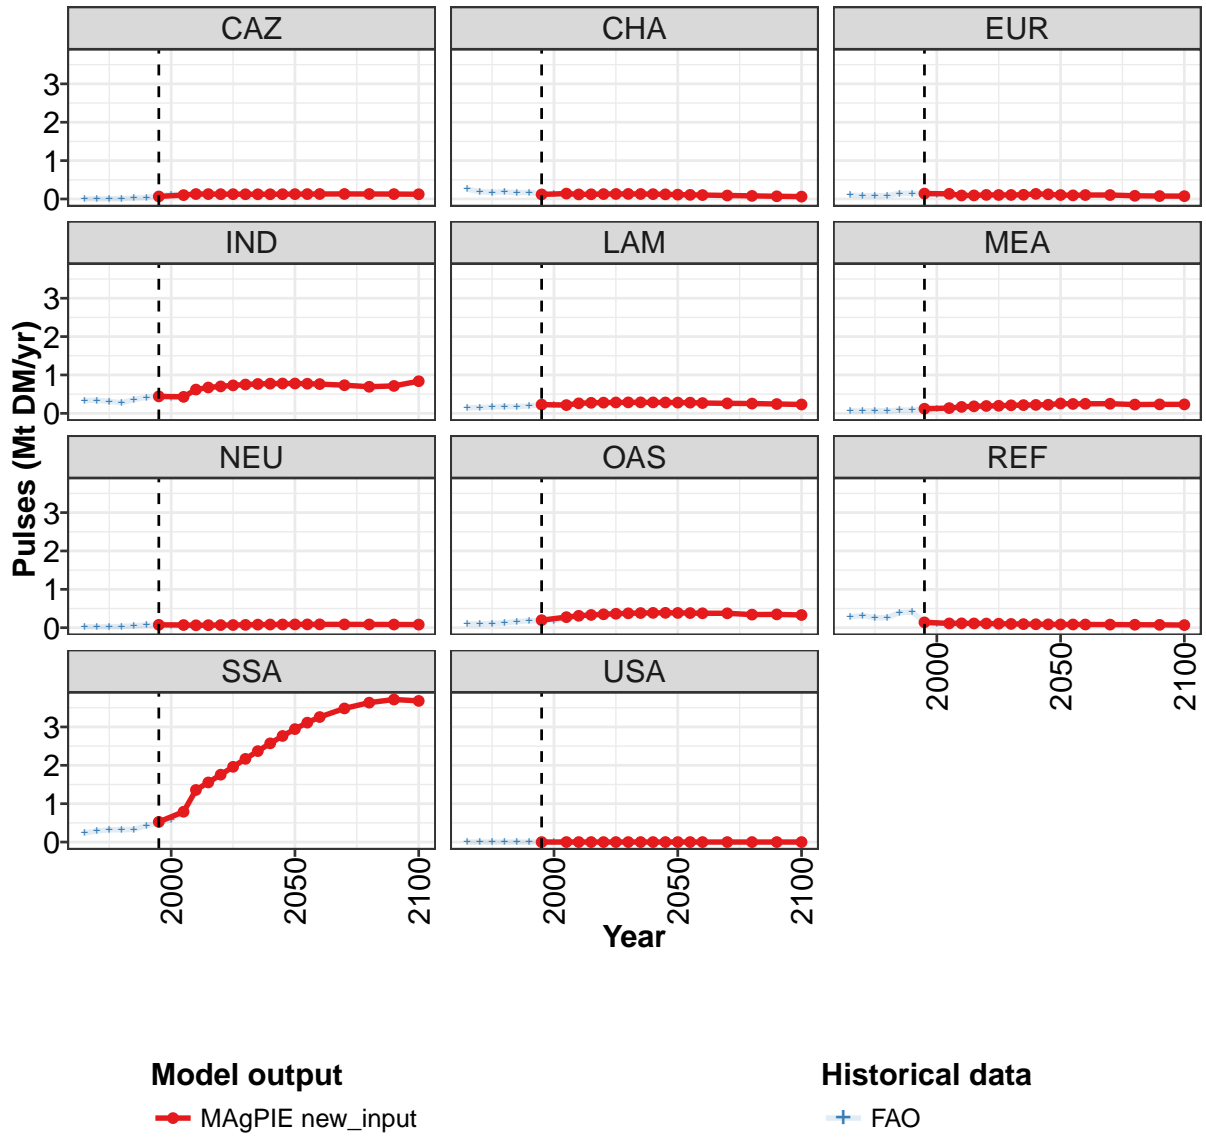 CAZ CHA EUR
3
2
1
0
IND LAM MEA
3
2
1
0
NEU OAS REF
3
2
1
0
2000 2050 2100
SSA USA
3
2
1
0
2000 2050 2100 2000 2050 2100
Pulses (Mt DM/yr)
Year
Model output Historical data
MAgPIE new_input FAO